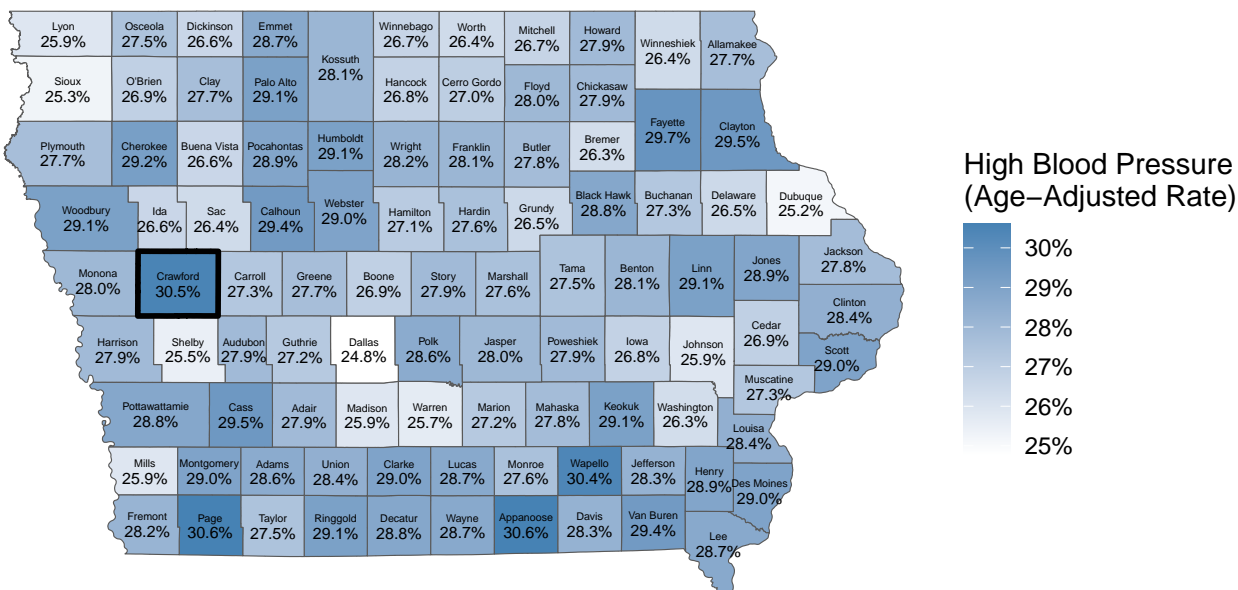 Lyon
25.9%
Osceola
27.5%
Dickinson
26.6%
Emmet
28.7%
Kossuth
28.1%
Winnebago
26.7%
Worth
26.4%
Mitchell
26.7%
Howard
27.9%
Winneshiek
26.4%
Allamakee
27.7%
Sioux
25.3%
O'Brien
26.9%
Clay
27.7%
Palo Alto
29.1%
Hancock
26.8%
Cerro Gordo
27.0%
Floyd
28.0%
Chickasaw
27.9%
Fayette
29.7%
Clayton
29.5%
Plymouth
27.7%
Cherokee
29.2%
Buena Vista
26.6%
Pocahontas
28.9%
Humboldt
29.1%
Wright
28.2%
Franklin
28.1%
Butler
27.8%
Bremer
26.3%
Woodbury
29.1%
Ida
26.6%
Sac
26.4%
Calhoun
29.4%
Webster
29.0%
Hamilton
27.1%
Hardin
27.6%
Grundy
26.5%
Black Hawk
28.8%
Buchanan
27.3%
Delaware
26.5%
Dubuque
25.2%
Monona
28.0%
Crawford
30.5%
Carroll
27.3%
Greene
27.7%
Boone
26.9%
Story
27.9%
Marshall
27.6%
Tama
27.5%
Benton
28.1%
Linn
29.1%
Jones
28.9%
Jackson
27.8%
Clinton
28.4%
Harrison
27.9%
Shelby
25.5%
Audubon
27.9%
Guthrie
27.2%
Dallas
24.8%
Polk
28.6%
Jasper
28.0%
Poweshiek
27.9%
Iowa
26.8%
Johnson
25.9%
Cedar
26.9%
Scott
29.0%
Muscatine
27.3%
Pottawattamie
28.8%
Cass
29.5%
Adair
27.9%
Madison
25.9%
Warren
25.7%
Marion
27.2%
Mahaska
27.8%
Keokuk
29.1%
Washington
26.3%
Louisa
28.4%
Mills
25.9%
Montgomery
29.0%
Adams
28.6%
Union
28.4%
Clarke
29.0%
Lucas
28.7%
Monroe
27.6%
Wapello
30.4%
Jefferson
28.3%
Henry
28.9%
Des Moines
29.0%
Fremont
28.2%
Page
30.6%
Taylor
27.5%
Ringgold
29.1%
Decatur
28.8%
Wayne
28.7%
Appanoose
30.6%
Davis
28.3%
Van Buren
29.4%
Lee
28.7%
High Blood Pressure
(Age−Adjusted Rate)
30%
29%
28%
27%
26%
25%